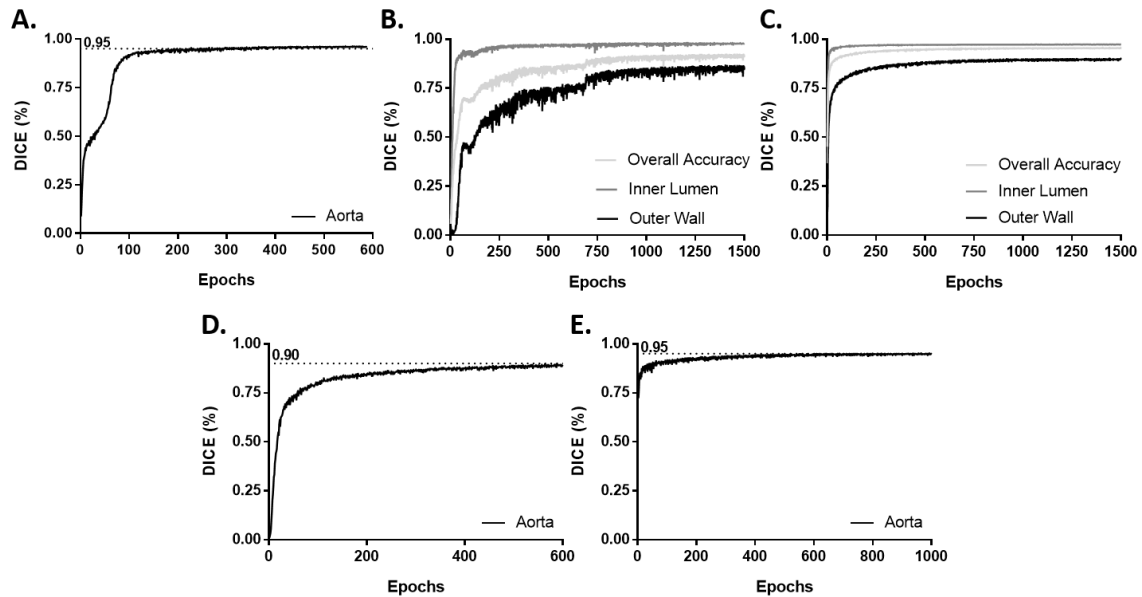 A.
0.95
1.00
0.75
0.50
0.25
0.00
DICE (%)
Aorta
0 100 200 300 400 500 600
Epochs
B.
1.00
0.75
0.50
0.25
0.00
DICE (%)
Overall Accuracy
Inner Lumen
Outer Wall
0 250 500 750 1000 1250 1500
Epochs
C.
1.00
0.75
0.50
0.25
0.00
DICE (%)
Overall Accuracy
Inner Lumen
Outer Wall
0 250 500 750 1000 1250 1500
Epochs
D.
0.90
1.00
0.75
0.50
0.25
0.00
DICE (%)
Aorta
0 200 400 600
Epochs
E.
0.95
1.00
0.75
0.50
0.25
0.00
DICE (%)
Aorta
0 200 400 600 800 1000
Epochs